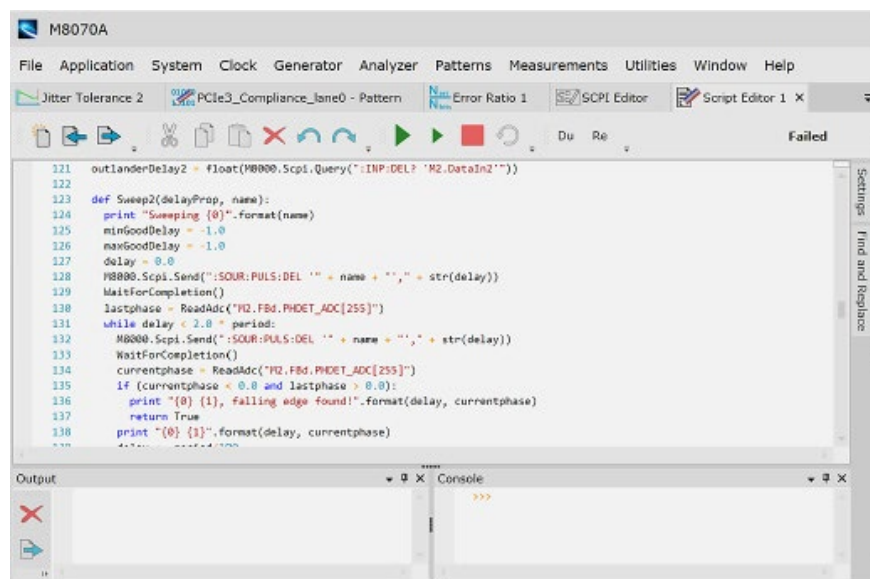 M8070A
File Application System Clock Generator Analyzer Patterns Measurements Utilities Window Help
Jitter Tolerance 2 PCIe3_Compliance_lane0 - Pattern Error Ratio 1 SCPI Editor Script Editor 1
Du Re Failed
121 outlanderDelay2 = float(M8000.Scpi.Query(":INP:DEL? 'M2.DataIn2'"))
122
123 def Sweep2(delayProp, name):
124 print "Sweeping {0}".format(name)
125 minGoodDelay = -1.0
126 maxGoodDelay = -1.0
127 delay = 0.0
128 M8000.Scpi.Send(":SOUR:PULS:DEL '" + name + "'," + str(delay))
129 WaitForCompletion()
130 lastphase = ReadAdc("M2.FBd.PHDET_ADC[255]")
131 while delay < 2.0 * period:
132 M8000.Scpi.Send(":SOUR:PULS:DEL '" + name + "'," + str(delay))
133 WaitForCompletion()
134 currentphase = ReadAdc("M2.FBd.PHDET_ADC[255]")
135 if (currentphase < 0.0 and lastphase > 0.0):
136 print "{0} {1}, falling edge found!".format(delay, currentphase)
137 return True
138 print "{0} {1}".format(delay, currentphase)
Settings
Find and Replace
Output
Console
>>>